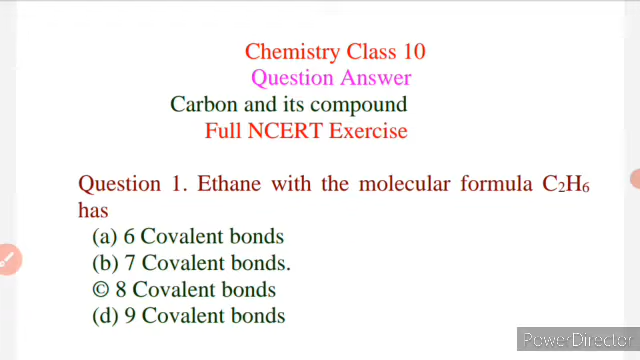 Chemistry Class 10
Question Answer
Carbon and its compound
Full NCERT Exercise
Question 1. Ethane with the molecular formula C₂H₆
has
(a) 6 Covalent bonds
(b) 7 Covalent bonds.
© 8 Covalent bonds
(d) 9 Covalent bonds
PowerDirector